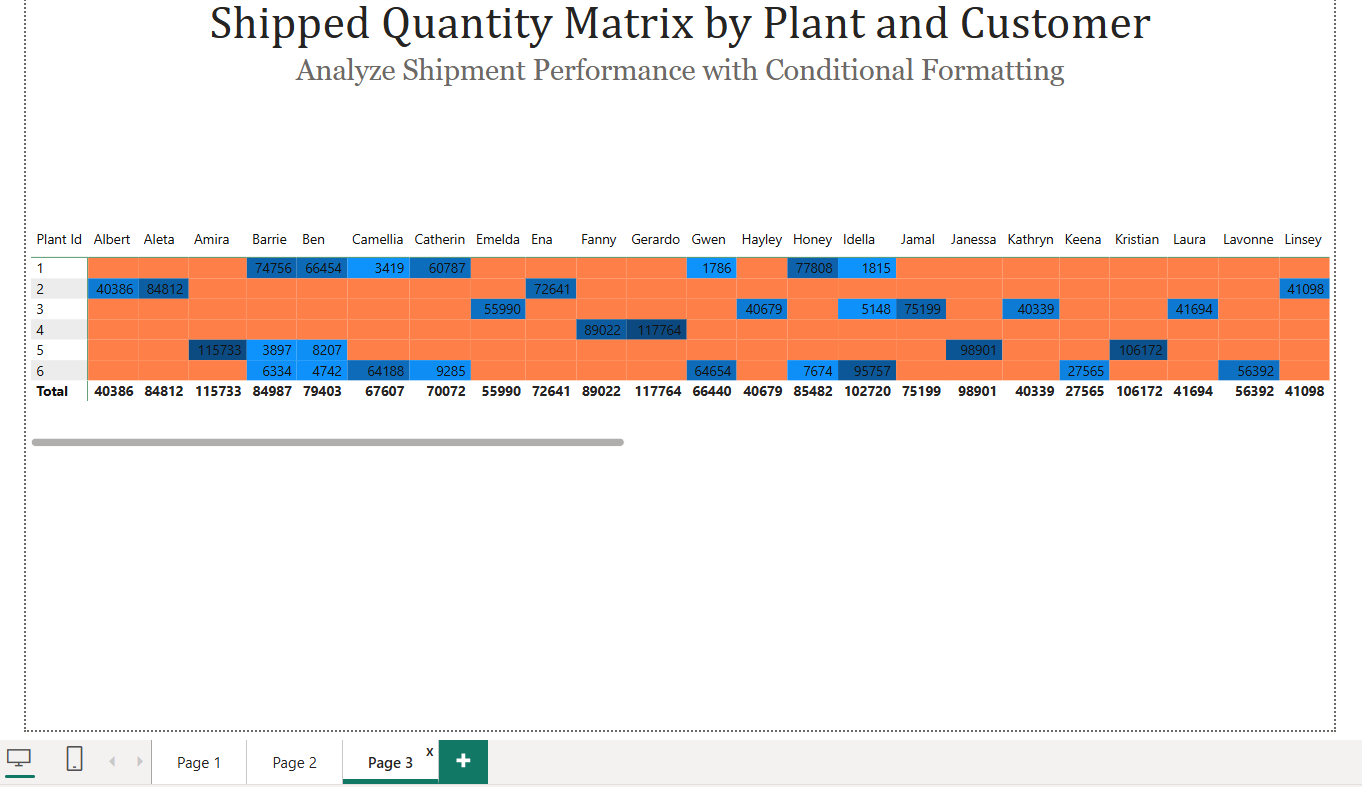 Shipped Quantity Matrix by Plant and Customer
Analyze Shipment Performance with Conditional Formatting
Plant Id Albert Aleta Amira Barrie Ben Camellia Catherin Emelda Ena Fanny Gerardo Gwen Hayley Honey Idella Jamal Janessa Kathryn Keena Kristian Laura Lavonne Linsey
1 74756 66454 3419 60787 1786 77808 1815
2 40386 84812 72641 41098
3 55990 40679 5148 75199 40339 41694
4 89022 117764
5 115733 3897 8207 98901 106172
6 6334 4742 64188 9285 64654 7674 95757 27565 56392
Total 40386 84812 115733 84987 79403 67607 70072 55990 72641 89022 117764 66440 40679 85482 102720 75199 98901 40339 27565 106172 41694 56392 41098
Page 1 Page 2 Page 3 x +